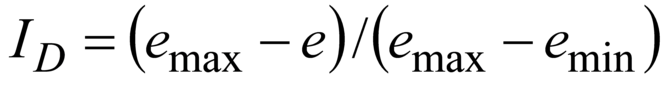 I_D = (e_max − e)/(e_max − e_min)